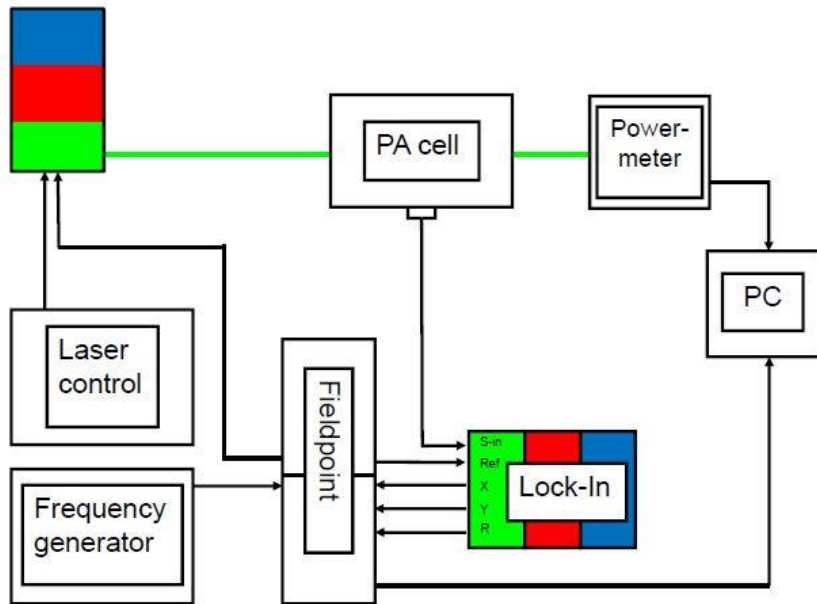 PA cell
Power-
meter
PC
Laser
control
Fieldpoint
S-in
Ref
X
Y
R
Lock-In
Frequency
generator